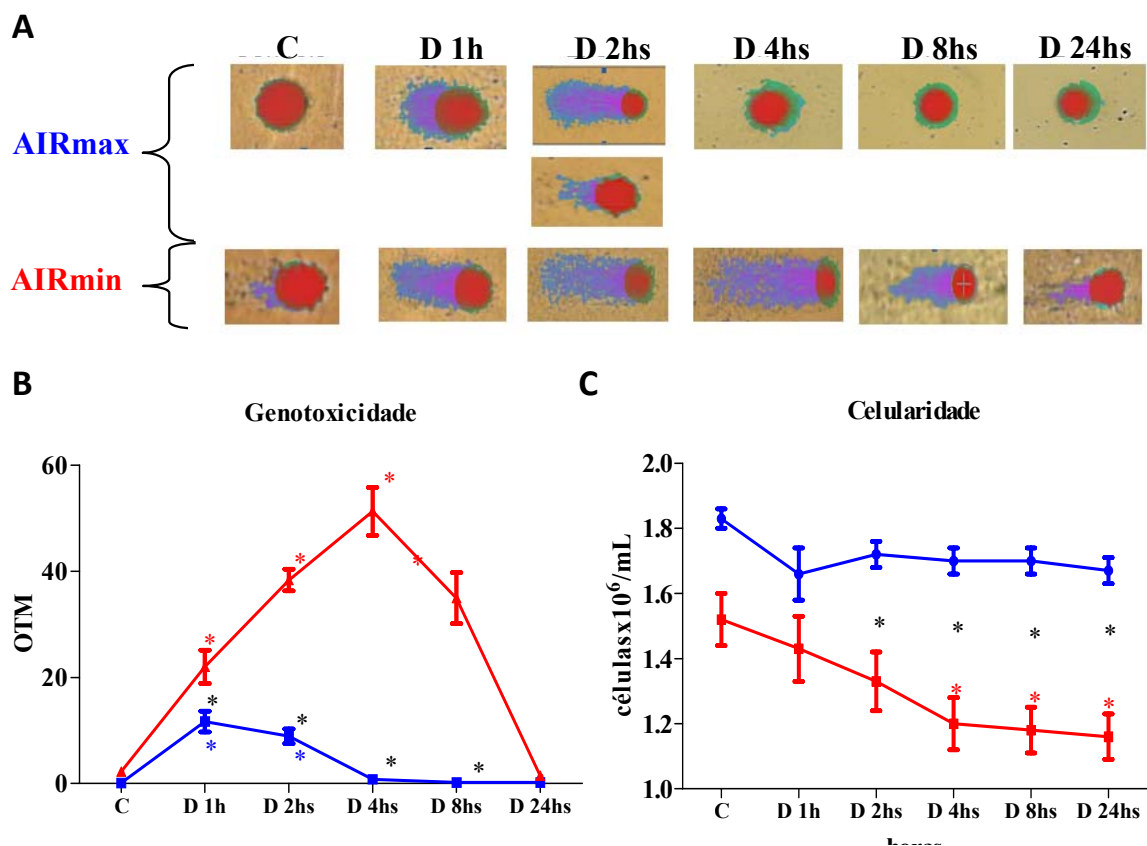 A
C D 1h D 2hs D 4hs D 8hs D 24hs
AIRmax
AIRmin
B
Genotoxicidade
OTM
60
40
20
0
* * * *
* * * *
* *
C D 1h D 2hs D 4hs D 8hs D 24hs
C
Celularidade
célulasx10⁶/mL
2.0
1.8
1.6
1.4
1.2
1.0
* * * *
* * *
C D 1h D 2hs D 4hs D 8hs D 24hs